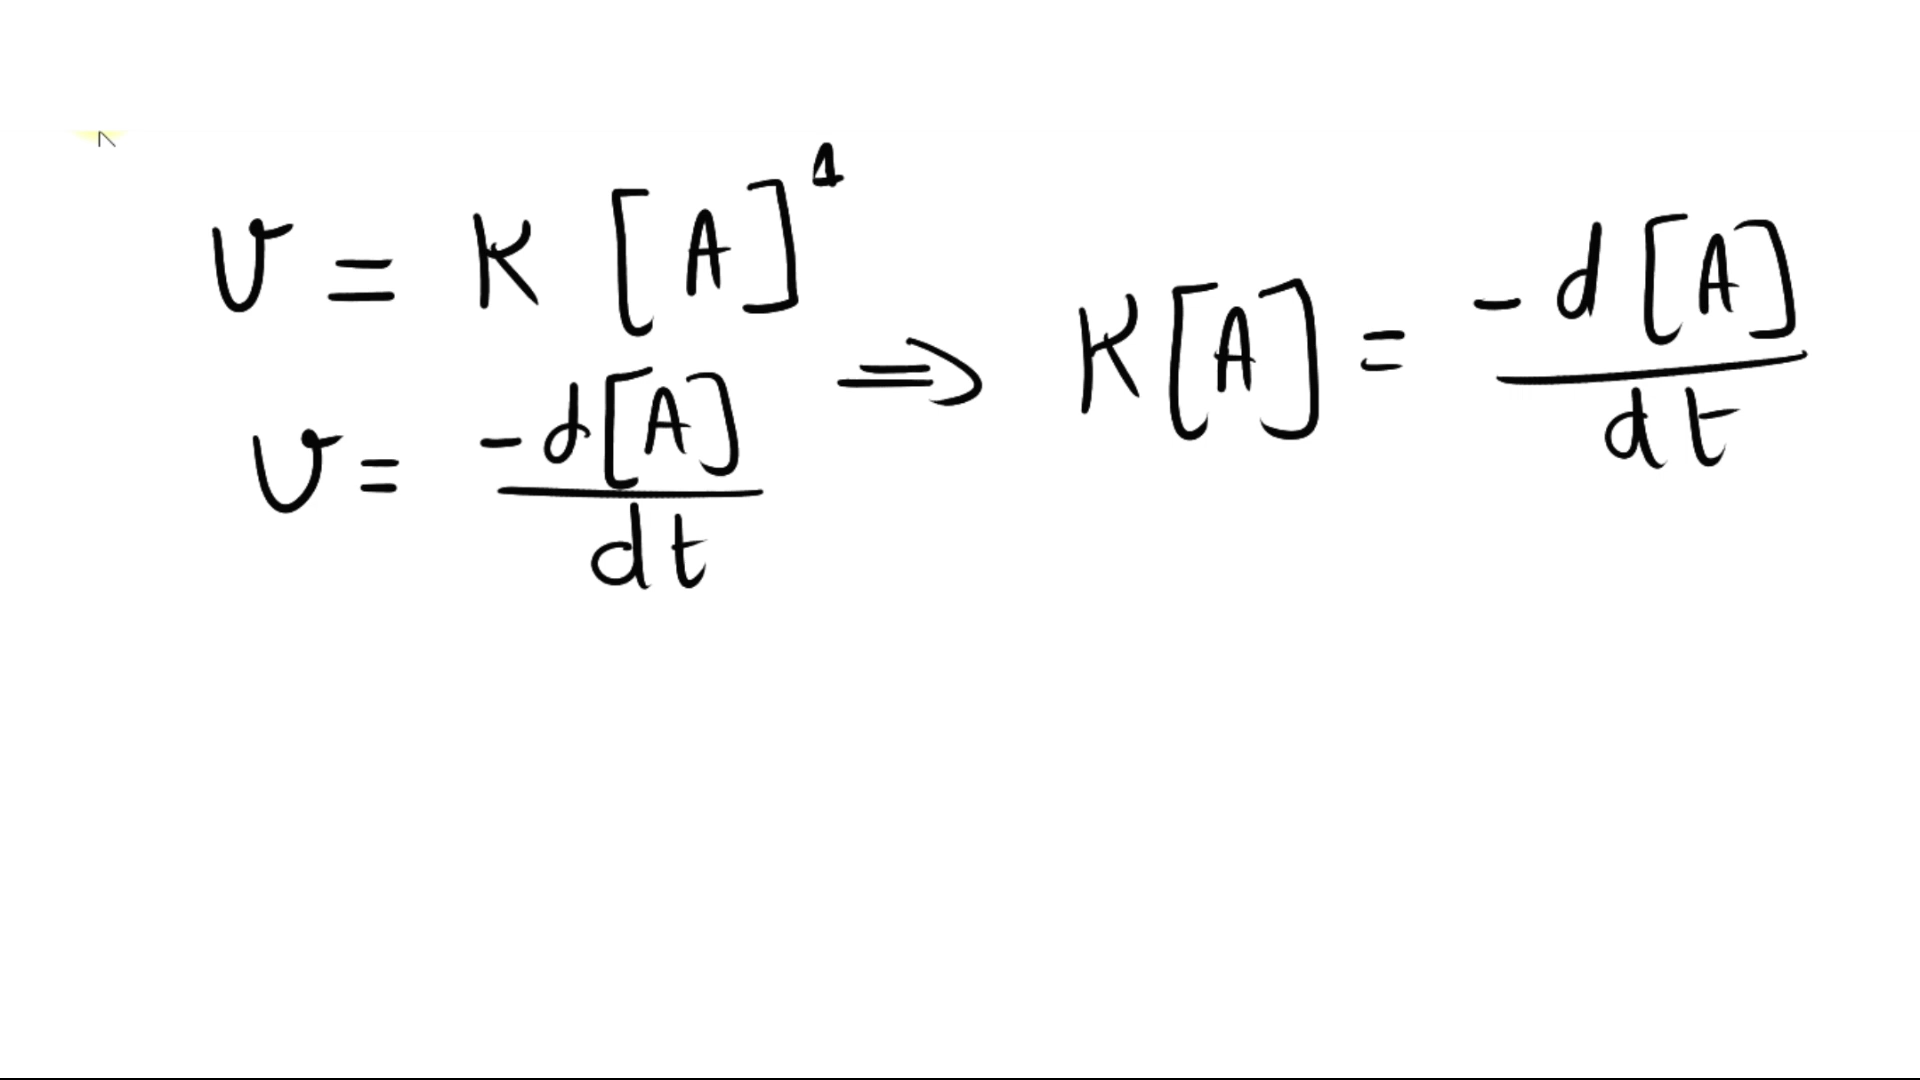 v = K [A]^1
v = -d[A]/dt
⇒ K[A] = -d[A]/dt